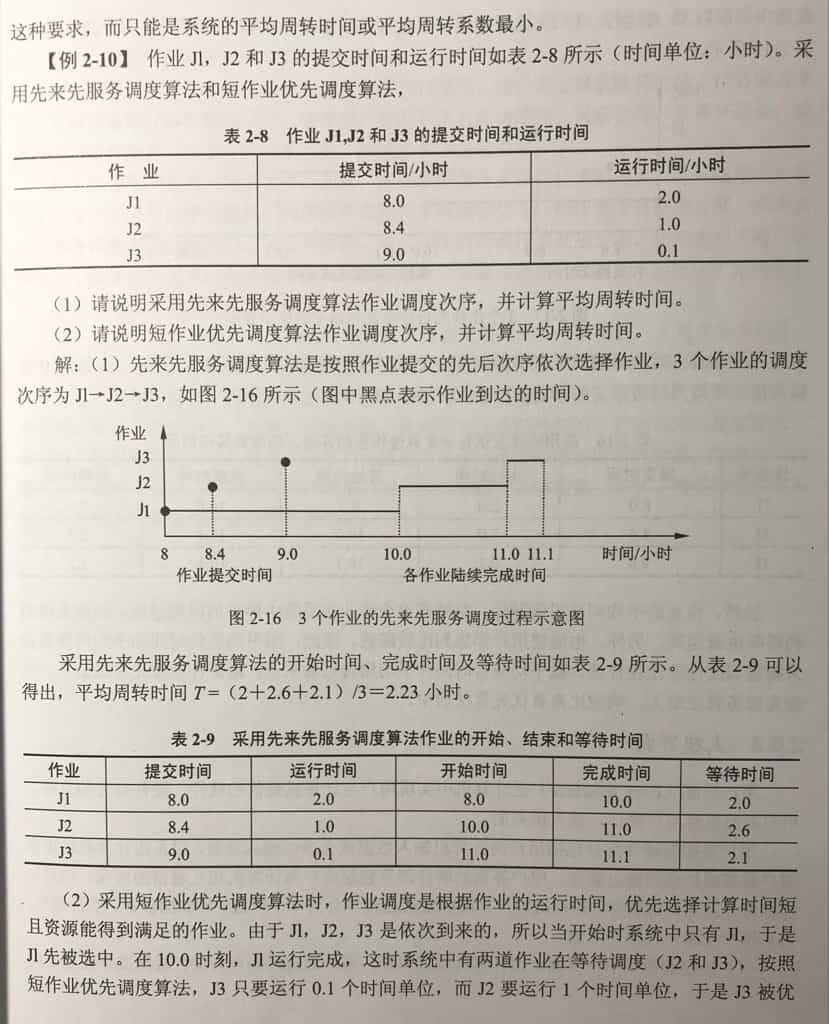 这种要求，而只能是系统的平均周转时间或平均周转系数最小。
【例 2-10】 作业 J1，J2 和 J3 的提交时间和运行时间如表 2-8 所示（时间单位：小时）。采
用先来先服务调度算法和短作业优先调度算法，
表 2-8 作业 J1,J2 和 J3 的提交时间和运行时间
作 业 提交时间/小时 运行时间/小时
J1 8.0 2.0
J2 8.4 1.0
J3 9.0 0.1
（1）请说明采用先来先服务调度算法作业调度次序，并计算平均周转时间。
（2）请说明短作业优先调度算法作业调度次序，并计算平均周转时间。
解：（1）先来先服务调度算法是按照作业提交的先后次序依次选择作业，3 个作业的调度
次序为 J1→J2→J3，如图 2-16 所示（图中黑点表示作业到达的时间）。
作业
J3
J2
J1
8 8.4 9.0 10.0 11.0 11.1 时间/小时
作业提交时间 各作业陆续完成时间
图 2-16 3 个作业的先来先服务调度过程示意图
采用先来先服务调度算法的开始时间、完成时间及等待时间如表 2-9 所示。从表 2-9 可以
得出，平均周转时间 T=（2+2.6+2.1）/3=2.23 小时。
表 2-9 采用先来先服务调度算法作业的开始、结束和等待时间
作业 提交时间 运行时间 开始时间 完成时间 等待时间
J1 8.0 2.0 8.0 10.0 2.0
J2 8.4 1.0 10.0 11.0 2.6
J3 9.0 0.1 11.0 11.1 2.1
（2）采用短作业优先调度算法时，作业调度是根据作业的运行时间，优先选择计算时间短
且资源能得到满足的作业。由于 J1，J2，J3 是依次到来的，所以当开始时系统中只有 J1，于是
J1 先被选中。在 10.0 时刻，J1 运行完成，这时系统中有两道作业在等待调度（J2 和 J3），按照
短作业优先调度算法，J3 只要运行 0.1 个时间单位，而 J2 要运行 1 个时间单位，于是 J3 被优